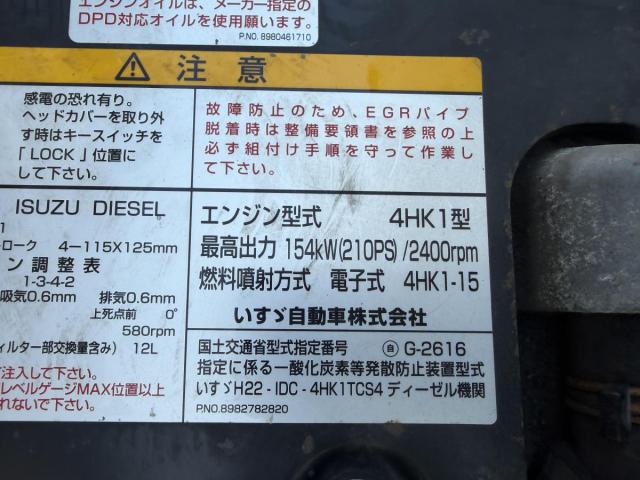 エンジンオイルは、メーカー指定の
DPD対応オイルを使用願います。
P.NO. 8980461710
注意
感電の恐れ有り。
ヘッドカバーを取り外
す時はキースイッチを
「LOCK」位置に
して下さい。
故障防止のため、EGRパイプ
脱着時は整備要領書を参照の上
必ず組付け手順を守って作業し
て下さい。
ISUZU DIESEL
1
ローク 4-115X125mm
ン調整表
1-3-4-2
吸気0.6mm 排気0.6mm
上死点前 0°
580rpm
ィルター部交換量含み) 12L
注入して下さい。
レベルゲージMAX位置以上
れないで下さい。
エンジン型式 4HK1型
最高出力 154kW(210PS)/2400rpm
燃料噴射方式 電子式 4HK1-15
いすゞ自動車株式会社
国土交通省型式指定番号 自 G-2616
指定に係る一酸化炭素等発散防止装置型式
いすゞH22-IDC-4HK1TCS4ディーゼル機関
P.NO.8982782820